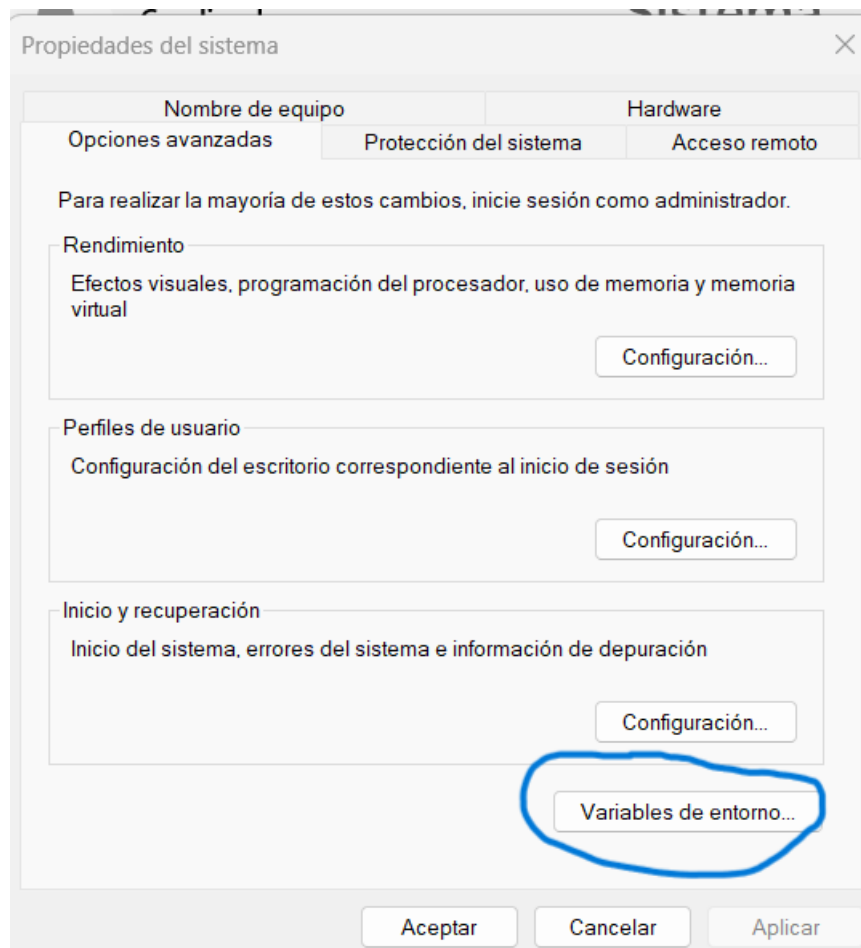 Propiedades del sistema
Nombre de equipo
Hardware
Opciones avanzadas
Protección del sistema
Acceso remoto
Para realizar la mayoría de estos cambios, inicie sesión como administrador.
Rendimiento
Efectos visuales, programación del procesador, uso de memoria y memoria
virtual
Configuración...
Perfiles de usuario
Configuración del escritorio correspondiente al inicio de sesión
Configuración...
Inicio y recuperación
Inicio del sistema, errores del sistema e información de depuración
Configuración...
Variables de entorno...
Aceptar
Cancelar
Aplicar